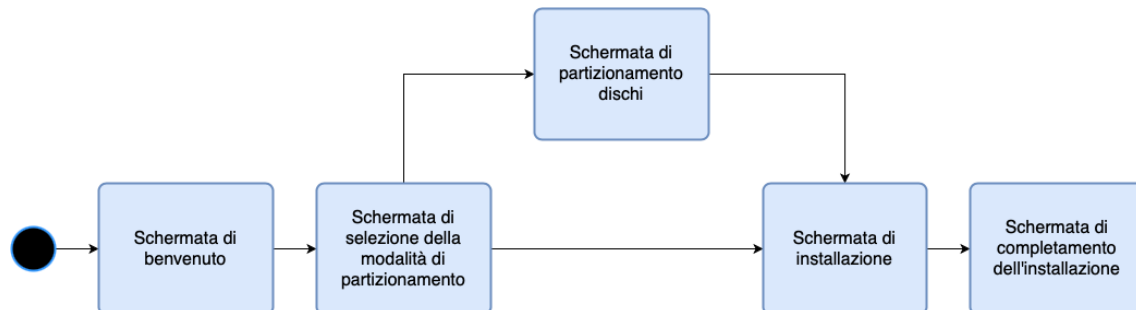 Schermata di
partizionamento
dischi
Schermata di
benvenuto
Schermata di
selezione della
modalità di
partizionamento
Schermata di
installazione
Schermata di
completamento
dell'installazione